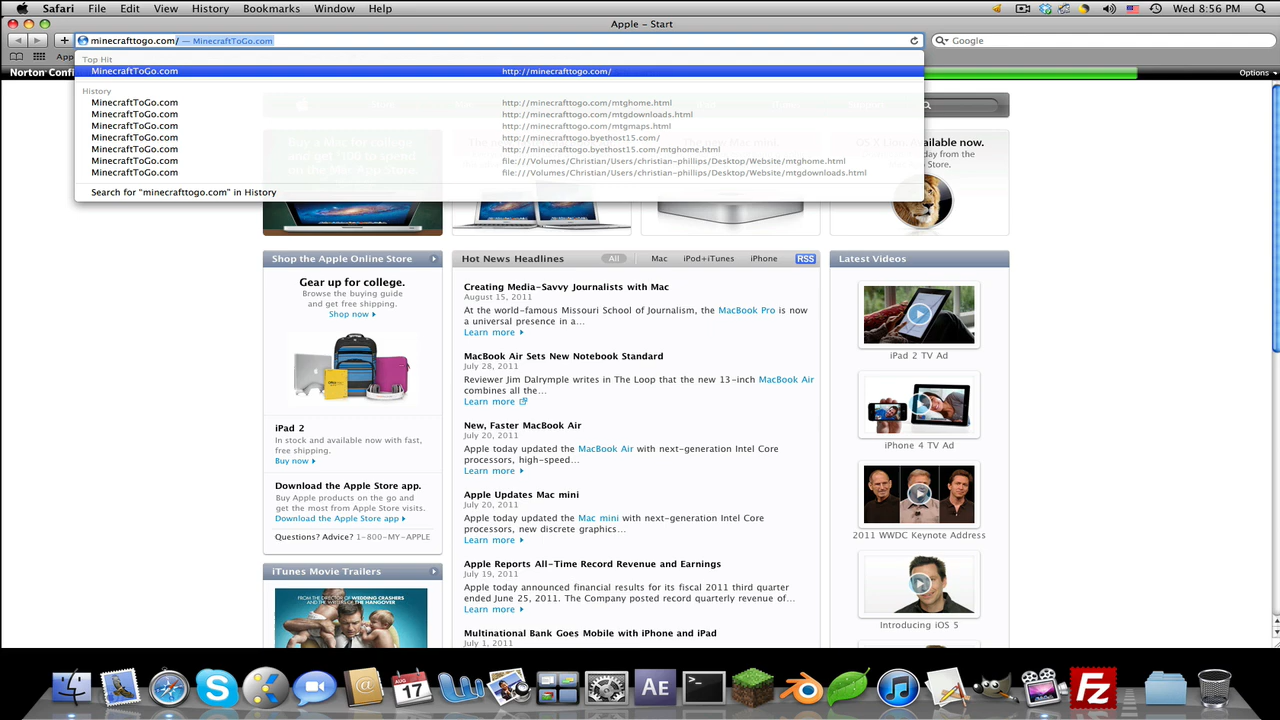 Safari File Edit View History Bookmarks Window Help Wed 8:56 PM
Apple – Start
minecrafttogo.com/ — MinecraftToGo.com
Google
Top Hit
Norton Confi
MinecraftToGo.com http://minecrafttogo.com/
Options
History
MinecraftToGo.com http://minecrafttogo.com/mtghome.html
MinecraftToGo.com http://minecrafttogo.com/mtgdownloads.html
MinecraftToGo.com http://minecrafttogo.com/mtgmaps.html
MinecraftToGo.com http://minecrafttogo.byethost15.com/
MinecraftToGo.com http://minecrafttogo.byethost15.com/mtghome.html
MinecraftToGo.com file:///Volumes/Christian/Users/christian-phillips/Desktop/Website/mtghome.html
MinecraftToGo.com file:///Volumes/Christian/Users/christian-phillips/Desktop/Website/mtgdownloads.html
Search for "minecrafttogo.com" in History
Shop the Apple Online Store
Gear up for college.
Browse the buying guide
and get free shipping.
Shop now
iPad 2
In stock and available now with fast,
free shipping.
Buy now
Download the Apple Store app.
Buy Apple products on the go and
get the most from Store visits.
Download the Apple Store app
Questions? Advice? 1-800-MY-APPLE
iTunes Movie Trailers
FROM THE DIRECTOR OF WEDDING CRASHERS
Hot News Headlines All Mac iPod+iTunes iPhone RSS
Creating Media-Savvy Journalists with Mac
August 15, 2011
At the world-famous Missouri School of Journalism, the MacBook Pro is now
a universal presence in a...
Learn more
MacBook Air Sets New Notebook Standard
July 28, 2011
Reviewer Jim Dalrymple writes in The Loop that the new 13-inch MacBook Air
combines all the...
Learn more
New, Faster MacBook Air
July 20, 2011
Apple today updated the MacBook Air with next-generation Intel Core
processors, high-speed...
Learn more
Apple Updates Mac mini
July 20, 2011
Apple today updated the Mac mini with next-generation Intel Core
processors, new discrete graphics...
Learn more
Apple Reports All-Time Record Revenue and Earnings
July 19, 2011
Apple today announced financial results for its fiscal 2011 third quarter
ended June 25, 2011. The Company posted record quarterly revenue of...
Learn more
Multinational Bank Goes Mobile with iPhone and iPad
July 1, 2011
Latest Videos
iPad 2 TV Ad
iPhone 4 TV Ad
2011 WWDC Keynote Address
Introducing iOS 5
AUG
17
AE
Fz